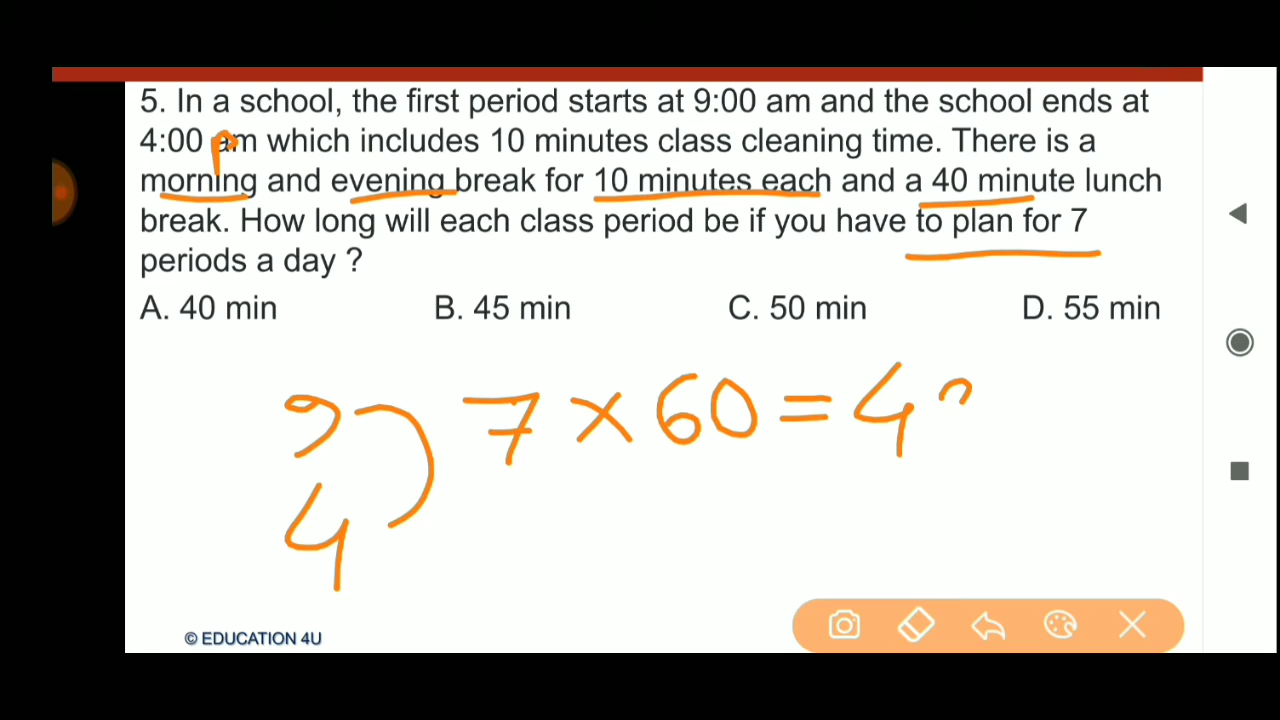 5. In a school, the first period starts at 9:00 am and the school ends at
4:00 pm which includes 10 minutes class cleaning time. There is a
morning and evening break for 10 minutes each and a 40 minute lunch
break. How long will each class period be if you have to plan for 7
periods a day ?
A. 40 min B. 45 min C. 50 min D. 55 min
9 7 × 60 = 42
4
© EDUCATION 4U